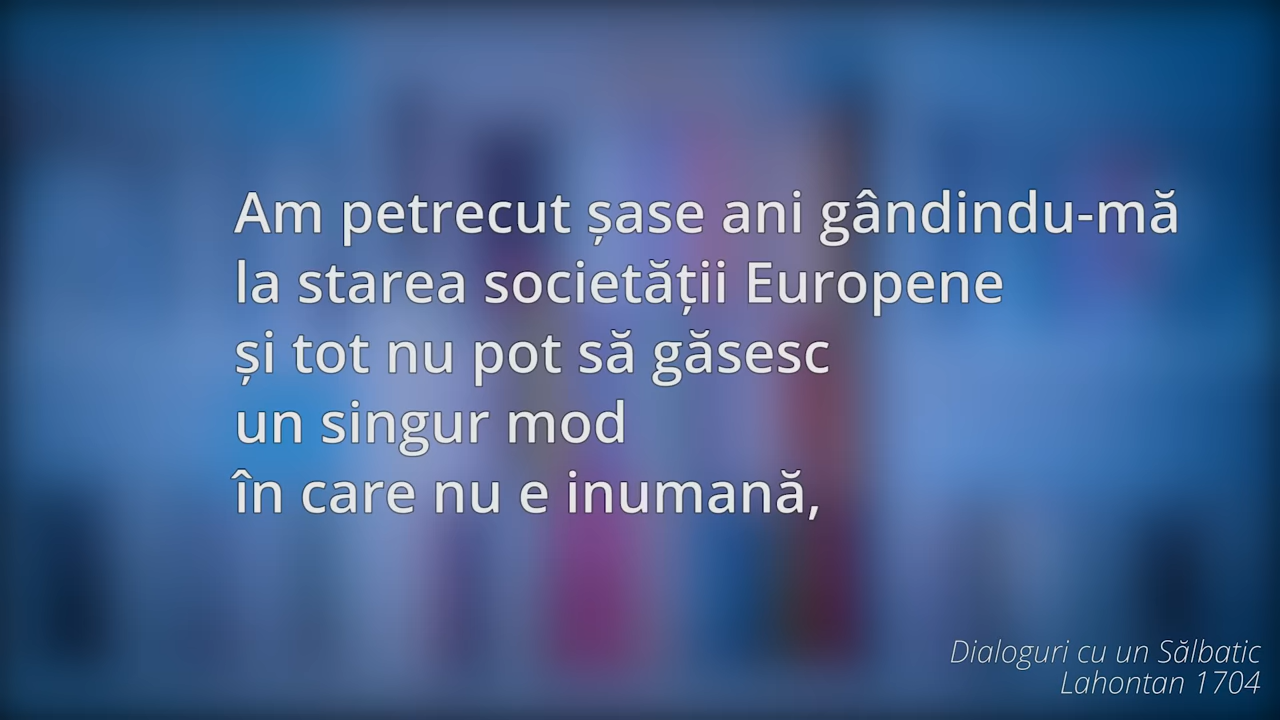 Am petrecut șase ani gândindu-mă
la starea societății Europene
și tot nu pot să găsesc
un singur mod
în care nu e inumană,
Dialoguri cu un Sălbatic
Lahontan 1704